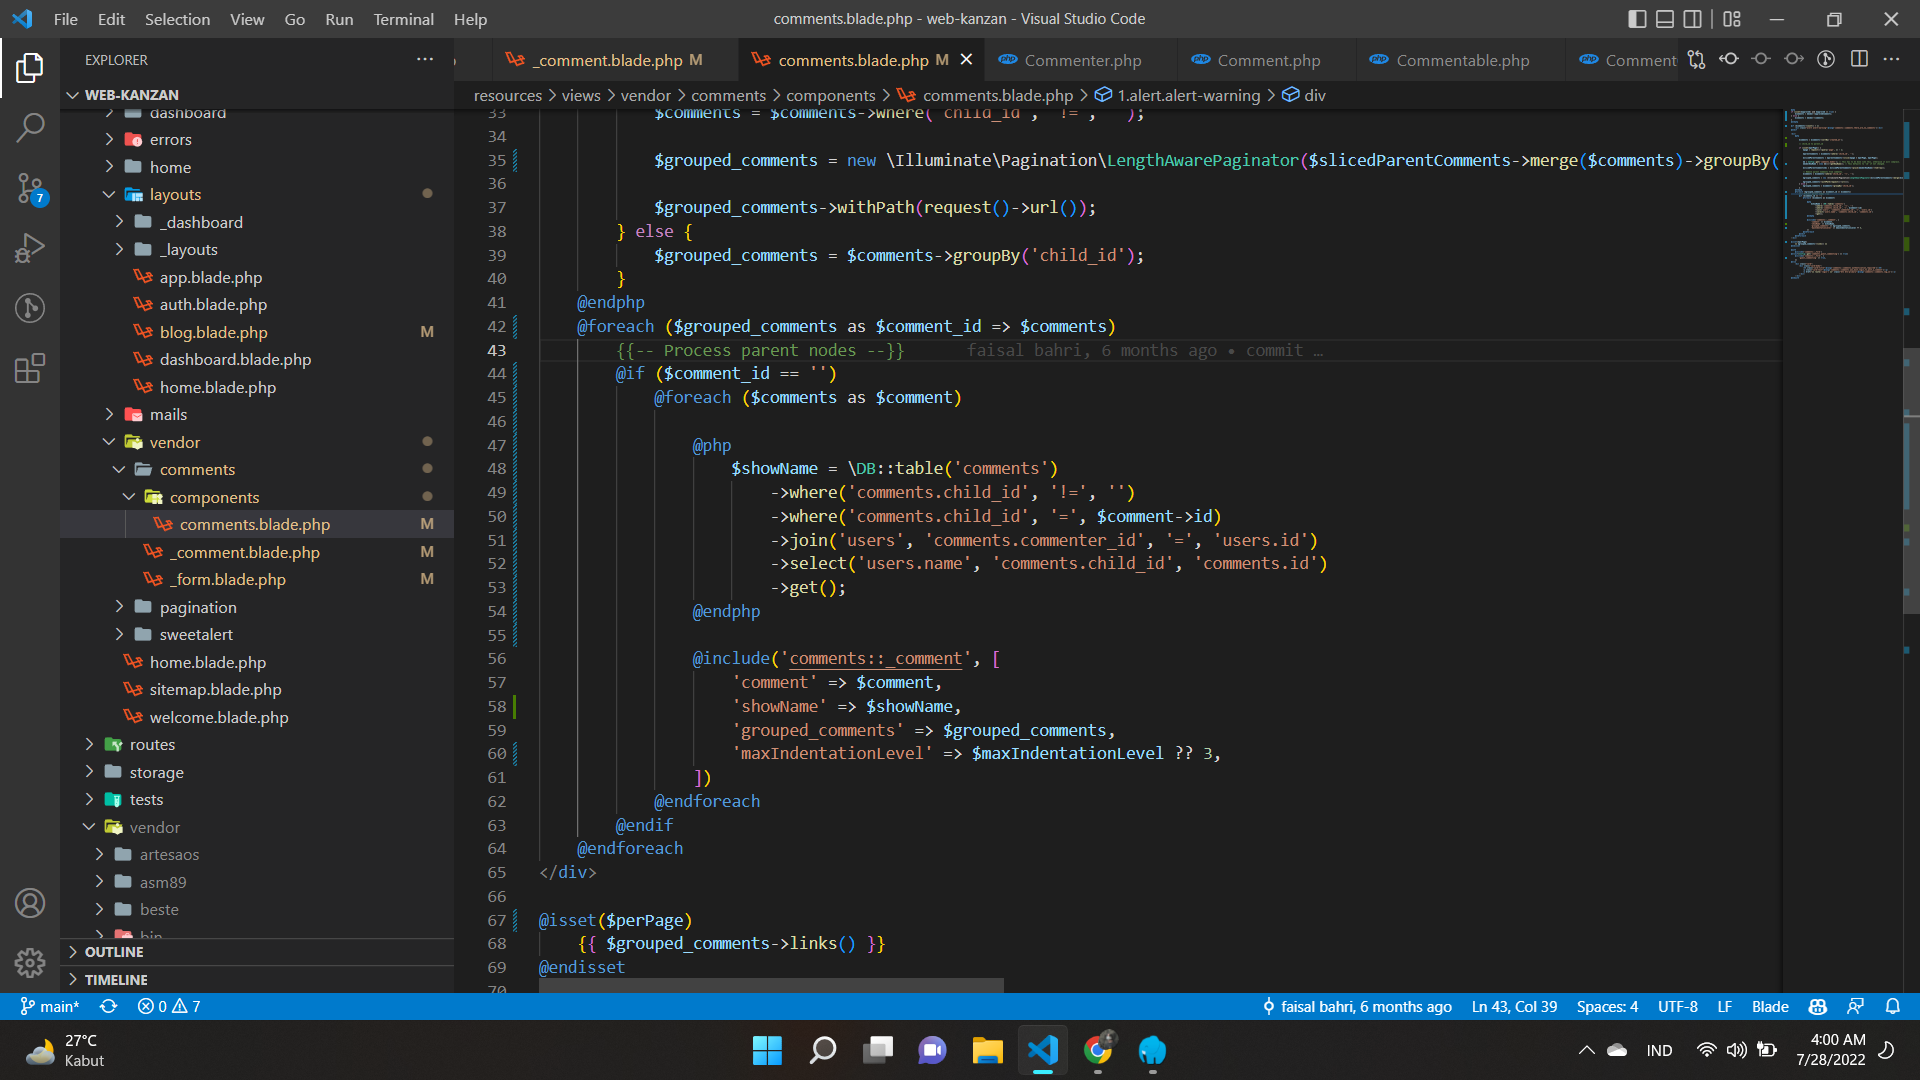 File Edit Selection View Go Run Terminal Help
comments.blade.php - web-kanzan - Visual Studio Code
EXPLORER
_comment.blade.php M
comments.blade.php M
Commenter.php
Comment.php
Commentable.php
Comment
WEB-KANZAN
resources > views > vendor > comments > components > comments.blade.php > 1.alert.alert-warning > div
dashboard
errors
home
layouts
_dashboard
_layouts
app.blade.php
auth.blade.php
blog.blade.php M
dashboard.blade.php
home.blade.php
mails
vendor
comments
components
comments.blade.php M
_comment.blade.php M
_form.blade.php M
pagination
sweetalert
home.blade.php
sitemap.blade.php
welcome.blade.php
routes
storage
tests
vendor
artesaos
asm89
beste
bin
OUTLINE
TIMELINE
33 $comments = $comments->where('child_id', '!=', '');
34
35 $grouped_comments = new \Illuminate\Pagination\LengthAwarePaginator($slicedParentComments->merge($comments)->groupBy(
36
37 $grouped_comments->withPath(request()->url());
38 } else {
39 $grouped_comments = $comments->groupBy('child_id');
40 }
41 @endphp
42 @foreach ($grouped_comments as $comment_id => $comments)
43 {{-- Process parent nodes --}} faisal bahri, 6 months ago • commit …
44 @if ($comment_id == '')
45 @foreach ($comments as $comment)
46
47 @php
48 $showName = \DB::table('comments')
49 ->where('comments.child_id', '!=', '')
50 ->where('comments.child_id', '=', $comment->id)
51 ->join('users', 'comments.commenter_id', '=', 'users.id')
52 ->select('users.name', 'comments.child_id', 'comments.id')
53 ->get();
54 @endphp
55
56 @include('comments::_comment', [
57 'comment' => $comment,
58 'showName' => $showName,
59 'grouped_comments' => $grouped_comments,
60 'maxIndentationLevel' => $maxIndentationLevel ?? 3,
61 ])
62 @endforeach
63 @endif
64 @endforeach
65 </div>
66
67 @isset($perPage)
68 {{ $grouped_comments->links() }}
69 @endisset
70
7
main* 0 7
faisal bahri, 6 months ago Ln 43, Col 39 Spaces: 4 UTF-8 LF Blade
27°C
Kabut
IND
4:00 AM
7/28/2022